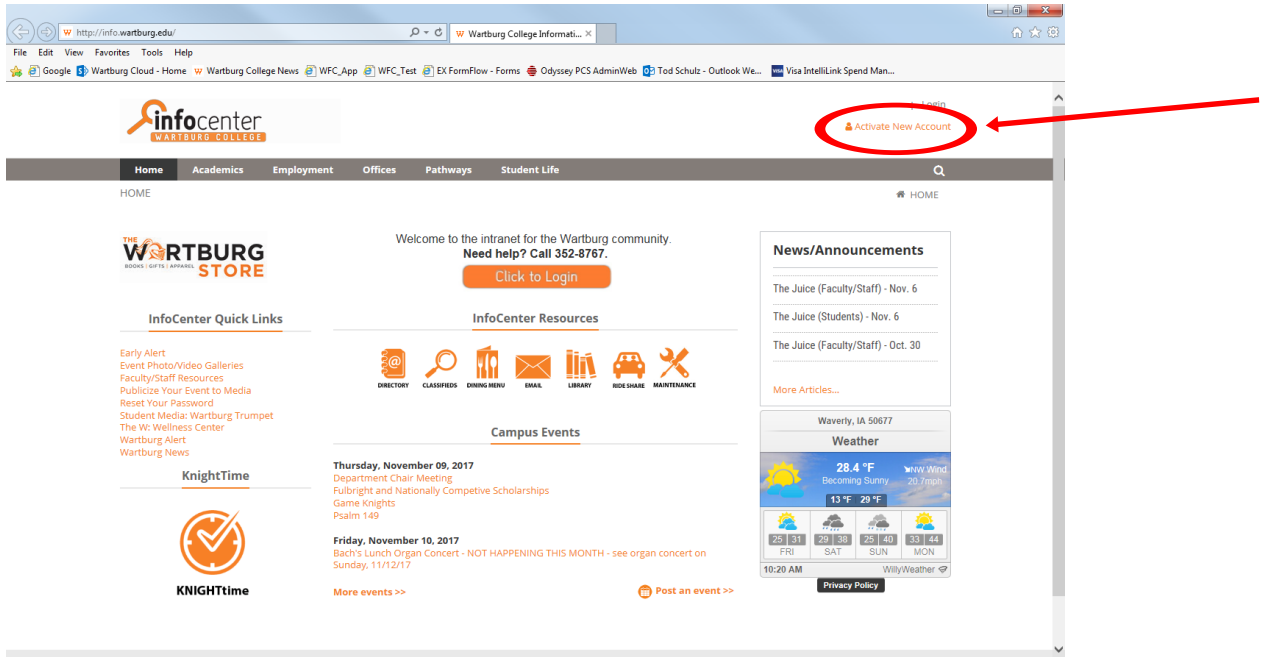 http://info.wartburg.edu/
Wartburg College Informati...
File Edit View Favorites Tools Help
Google Wartburg Cloud - Home Wartburg College News WFC_App WFC_Test EX FormFlow - Forms Odyssey PCS AdminWeb Tod Schulz - Outlook We... Visa IntelliLink Spend Man...
infocenter
WARTBURG COLLEGE
Login
Activate New Account
Home Academics Employment Offices Pathways Student Life
HOME
HOME
THE
WARTBURG
BOOKS | GIFTS | APPAREL STORE
InfoCenter Quick Links
Early Alert
Event Photo/Video Galleries
Faculty/Staff Resources
Publicize Your Event to Media
Reset Your Password
Student Media: Wartburg Trumpet
The W: Wellness Center
Wartburg Alert
Wartburg News
KnightTime
KNIGHTtime
Welcome to the intranet for the Wartburg community.
Need help? Call 352-8767.
Click to Login
InfoCenter Resources
DIRECTORY CLASSIFIEDS DINING MENU EMAIL LIBRARY RIDE SHARE MAINTENANCE
Campus Events
Thursday, November 09, 2017
Department Chair Meeting
Fulbright and Nationally Competive Scholarships
Game Knights
Psalm 149
Friday, November 10, 2017
Bach's Lunch Organ Concert - NOT HAPPENING THIS MONTH - see organ concert on
Sunday, 11/12/17
More events >> Post an event >>
News/Announcements
The Juice (Faculty/Staff) - Nov. 6
The Juice (Students) - Nov. 6
The Juice (Faculty/Staff) - Oct. 30
More Articles...
Waverly, IA 50677
Weather
28.4 °F NW Wind
Becoming Sunny 20.7mph
13 °F 29 °F
25 31 29 38 25 40 33 44
FRI SAT SUN MON
10:20 AM WillyWeather
Privacy Policy